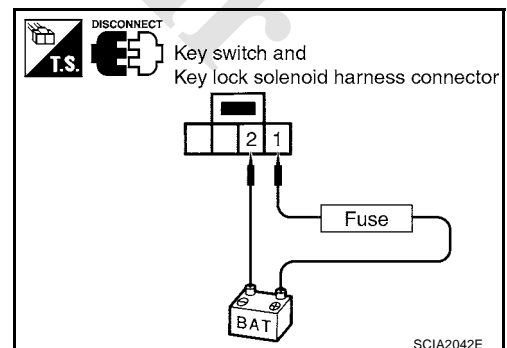 DISCONNECT
T.S.
Key switch and
Key lock solenoid harness connector
2 1
Fuse
BAT
SCIA2042E